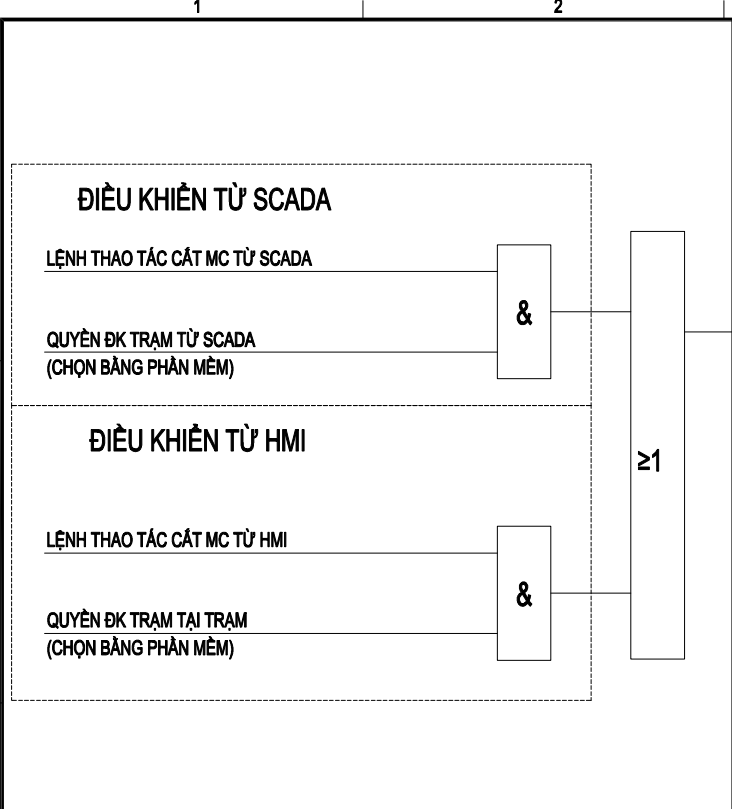 1
2
ĐIỀU KHIỂN TỪ SCADA
LỆNH THAO TÁC CẮT MC TỪ SCADA
&
QUYỀN ĐK TRẠM TỪ SCADA
(CHỌN BẰNG PHẦN MỀM)
ĐIỀU KHIỂN TỪ HMI
≥1
LỆNH THAO TÁC CẮT MC TỪ HMI
&
QUYỀN ĐK TRẠM TẠI TRẠM
(CHỌN BẰNG PHẦN MỀM)